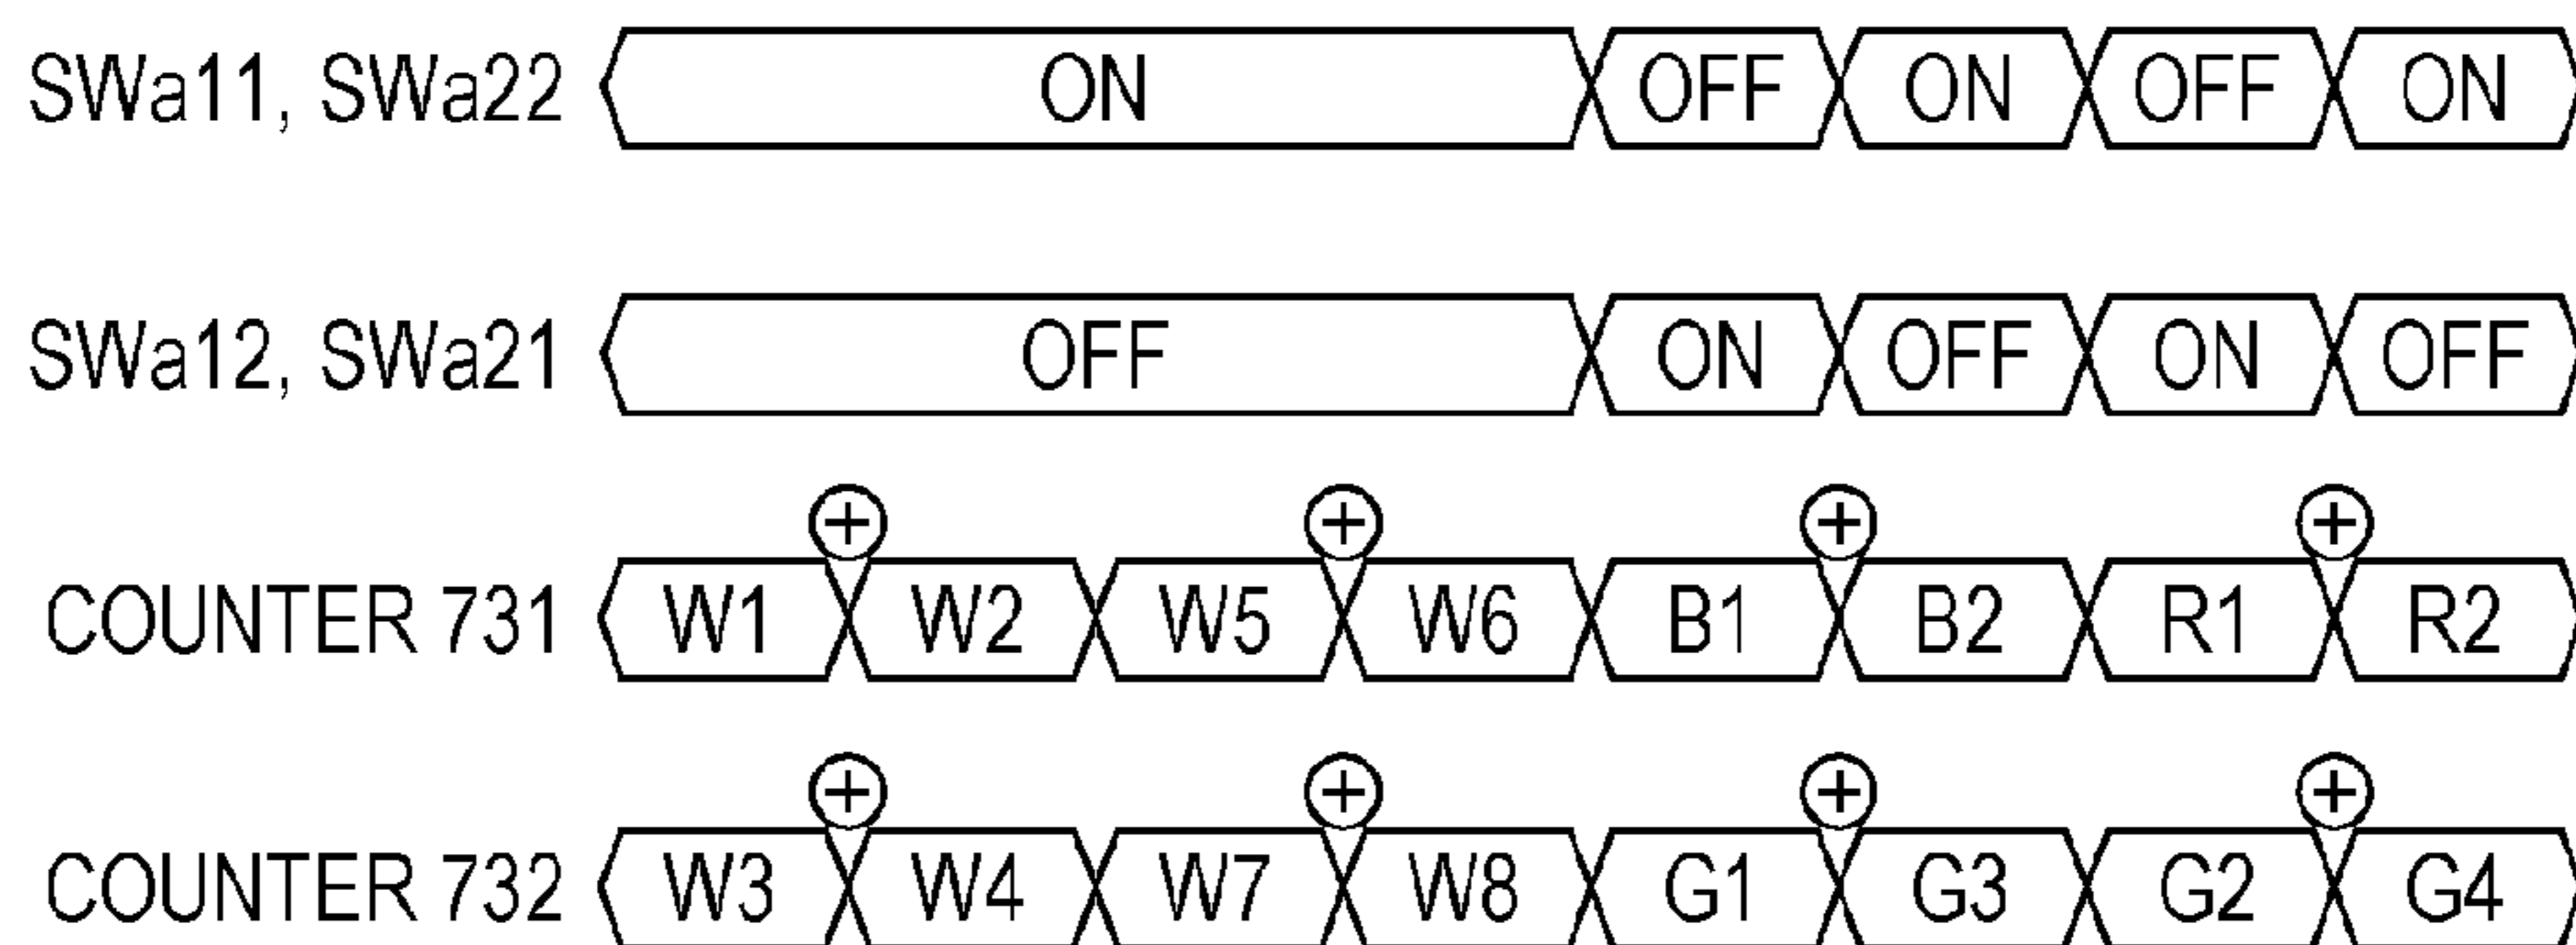 SWa11, SWa22 ON OFF ON OFF ON
SWa12, SWa21 OFF ON OFF ON OFF
+ + + +
COUNTER 731 W1 W2 W5 W6 B1 B2 R1 R2
+ + + +
COUNTER 732 W3 W4 W7 W8 G1 G3 G2 G4